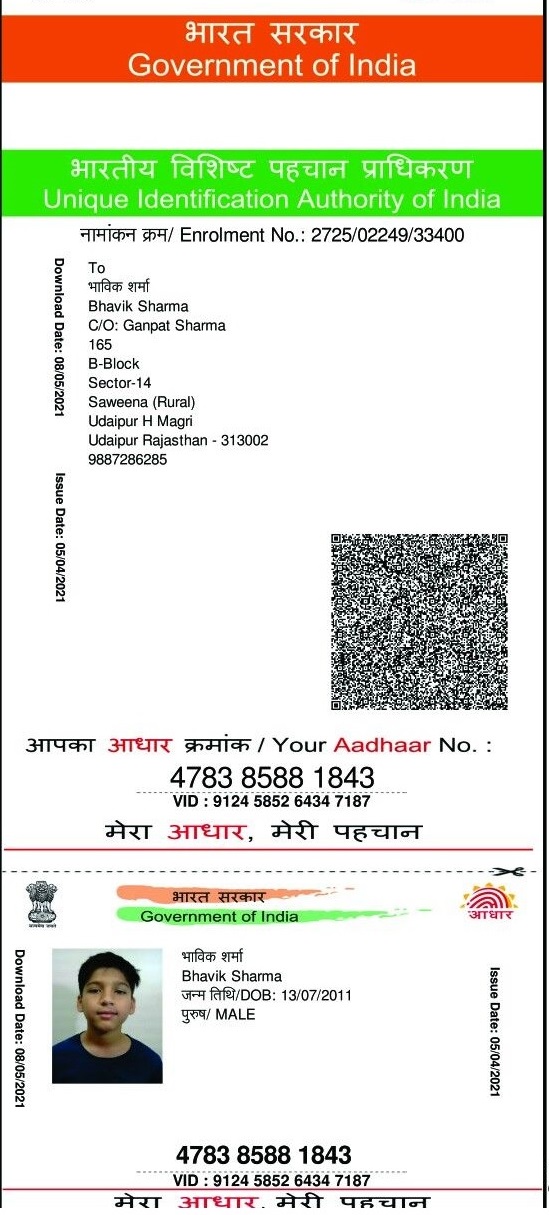 भारत सरकार
Government of India
भारतीय विशिष्ट पहचान प्राधिकरण
Unique Identification Authority of India
नामांकन क्रम/ Enrolment No.: 2725/02249/33400
To
भाविक शर्मा
Bhavik Sharma
C/O: Ganpat Sharma
165
B-Block
Sector-14
Saweena (Rural)
Udaipur H Magri
Udaipur Rajasthan - 313002
9887286285
Download Date: 08/05/2021
Issue Date: 05/04/2021
आपका आधार क्रमांक / Your Aadhaar No. :
4783 8588 1843
VID : 9124 5852 6434 7187
मेरा आधार, मेरी पहचान
भारत सरकार
Government of India
सत्यमेव जयते
आधार
Download Date: 08/05/2021
भाविक शर्मा
Bhavik Sharma
जन्म तिथि/DOB: 13/07/2011
पुरुष/ MALE
Issue Date: 05/04/2021
4783 8588 1843
VID : 9124 5852 6434 7187
मेरा आधार, मेरी पहचान